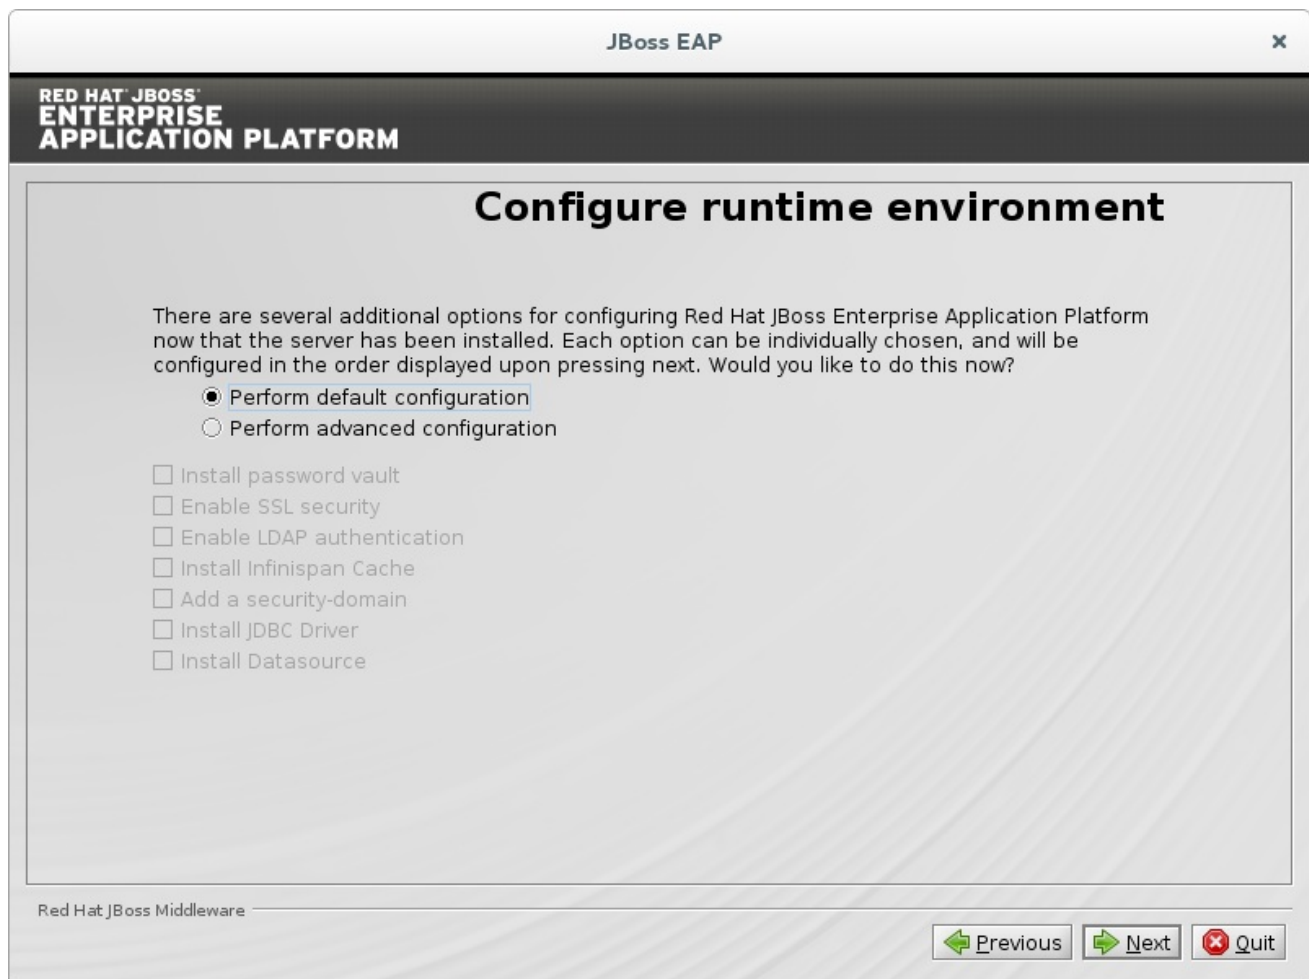 JBoss EAP
RED HAT JBOSS
ENTERPRISE
APPLICATION PLATFORM
Configure runtime environment
There are several additional options for configuring Red Hat JBoss Enterprise Application Platform
now that the server has been installed. Each option can be individually chosen, and will be
configured in the order displayed upon pressing next. Would you like to do this now?
Perform default configuration
Perform advanced configuration
Install password vault
Enable SSL security
Enable LDAP authentication
Install Infinispan Cache
Add a security-domain
Install JDBC Driver
Install Datasource
Red Hat JBoss Middleware
Previous Next Quit